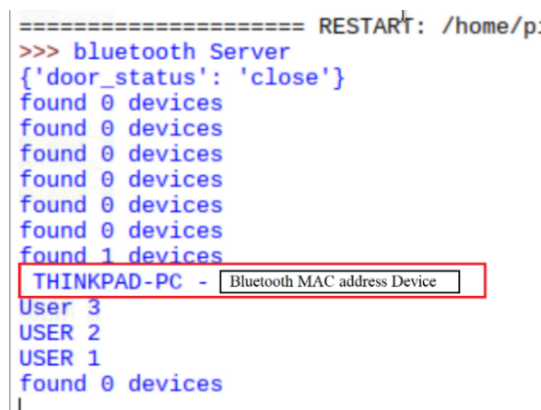 ====================== RESTART: /home/pi
>>> bluetooth Server
{'door_status': 'close'}
found 0 devices
found 0 devices
found 0 devices
found 0 devices
found 0 devices
found 0 devices
found 1 devices
THINKPAD-PC - Bluetooth MAC address Device
User 3
USER 2
USER 1
found 0 devices